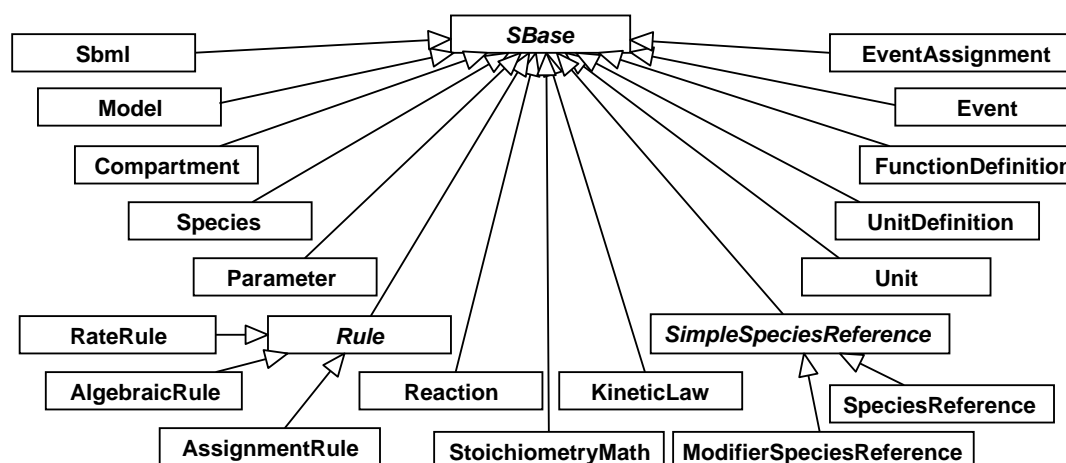 SBase
Sbml
EventAssignment
Model
Event
Compartment
FunctionDefinition
Species
UnitDefinition
Parameter
Unit
RateRule
Rule
SimpleSpeciesReference
AlgebraicRule
Reaction
KineticLaw
SpeciesReference
AssignmentRule
StoichiometryMath
ModifierSpeciesReference